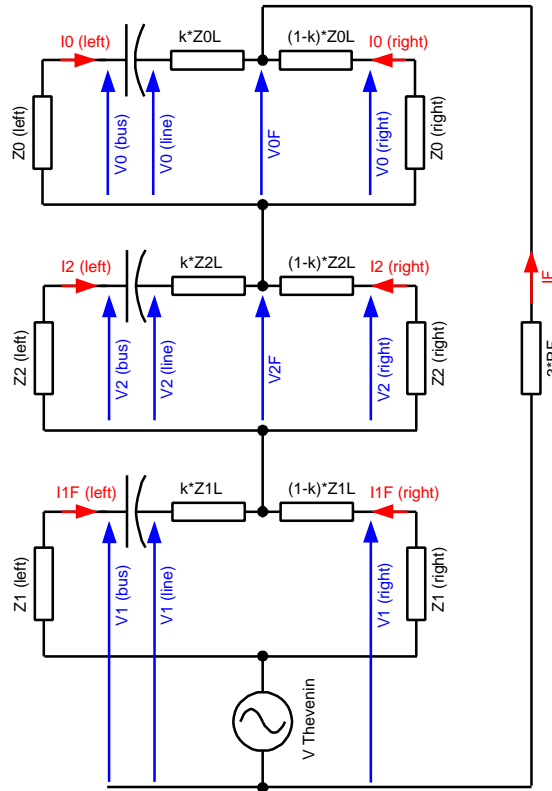 I0 (left)
k*Z0L
(1-k)*Z0L
I0 (right)
Z0 (left)
V0 (bus)
V0 (line)
V0F
V0 (right)
Z0 (right)
I2 (left)
k*Z2L
(1-k)*Z2L
I2 (right)
IF
Z2 (left)
V2 (bus)
V2 (line)
V2F
V2 (right)
Z2 (right)
3*RF
I1F (left)
k*Z1L
(1-k)*Z1L
I1F (right)
Z1 (left)
V1 (bus)
V1 (line)
V1 (right)
Z1 (right)
V Thevenin